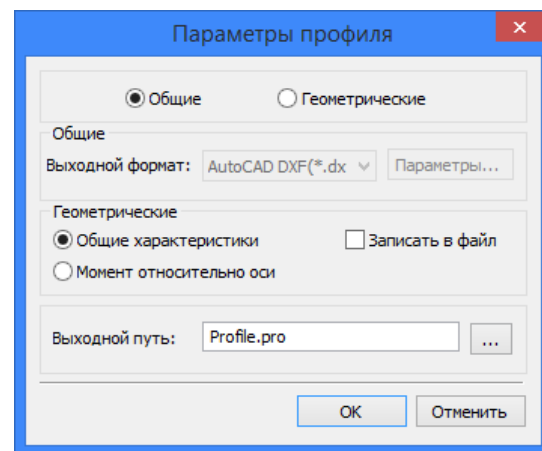 Параметры профиля
Общие Геометрические
Общие
Выходной формат: AutoCAD DXF(*.dx Параметры...
Геометрические
Общие характеристики Записать в файл
Момент относительно оси
Выходной путь: Profile.pro ...
OK Отменить